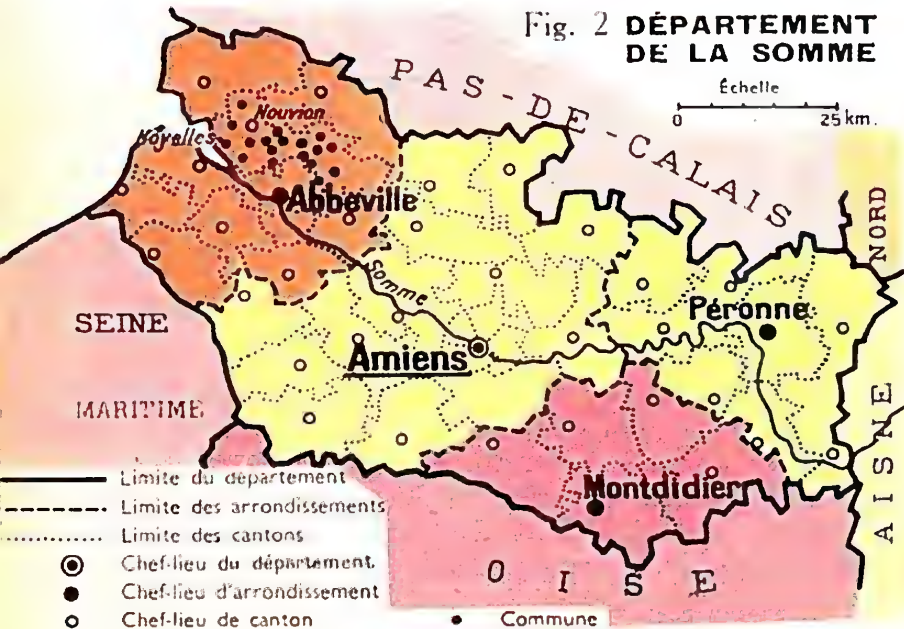 Fig. 2 DÉPARTEMENT
DE LA SOMME
Échelle
0 25 km.
PAS-DE-CALAIS
NORD
Nouvion
Noyelles
Abbeville
Somme
SEINE
MARITIME
Amiens
Péronne
AISNE
Montdidier
OISE
Limite du département
Limite des arrondissements
Limite des cantons
Chef-lieu du département.
Chef-lieu d'arrondissement
Chef-lieu de canton
Commune